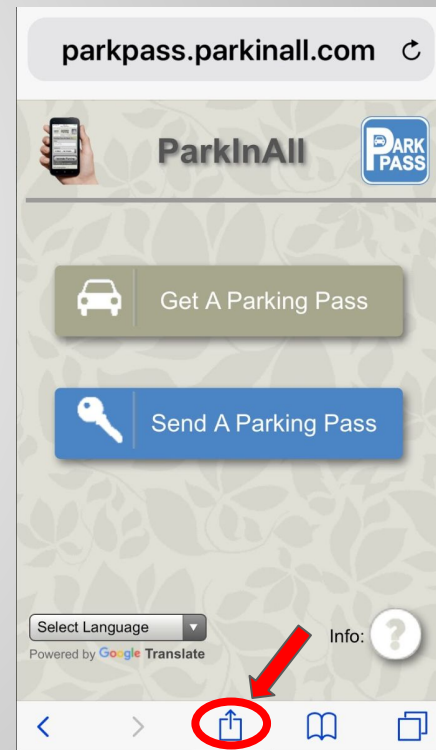 parkpass.parkinall.com
ParkInAll
PARK
PASS
Get A Parking Pass
Send A Parking Pass
Select Language
Info: ?
Powered by Google Translate